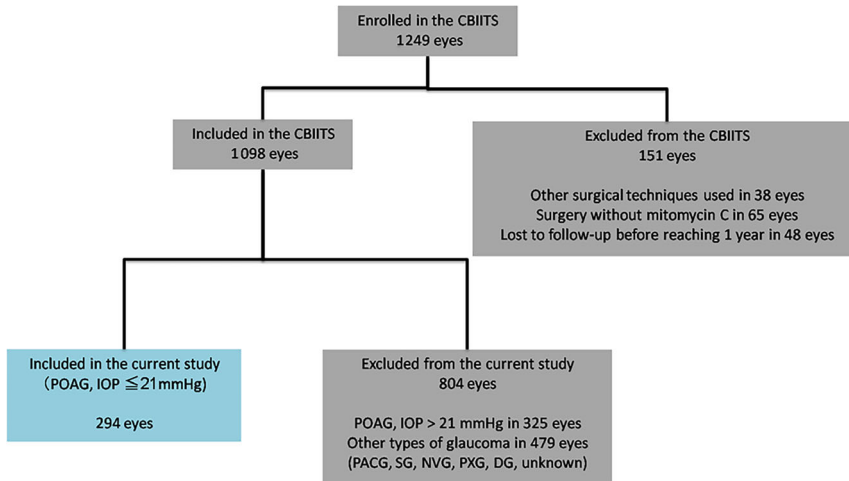 Enrolled in the CBIITS
1249 eyes
Included in the CBIITS
1098 eyes
Excluded from the CBIITS
151 eyes
Other surgical techniques used in 38 eyes
Surgery without mitomycin C in 65 eyes
Lost to follow-up before reaching 1 year in 48 eyes
Included in the current study
(POAG, IOP ≦21mmHg)
294 eyes
Excluded from the current study
804 eyes
POAG, IOP > 21 mmHg in 325 eyes
Other types of glaucoma in 479 eyes
(PACG, SG, NVG, PXG, DG, unknown)